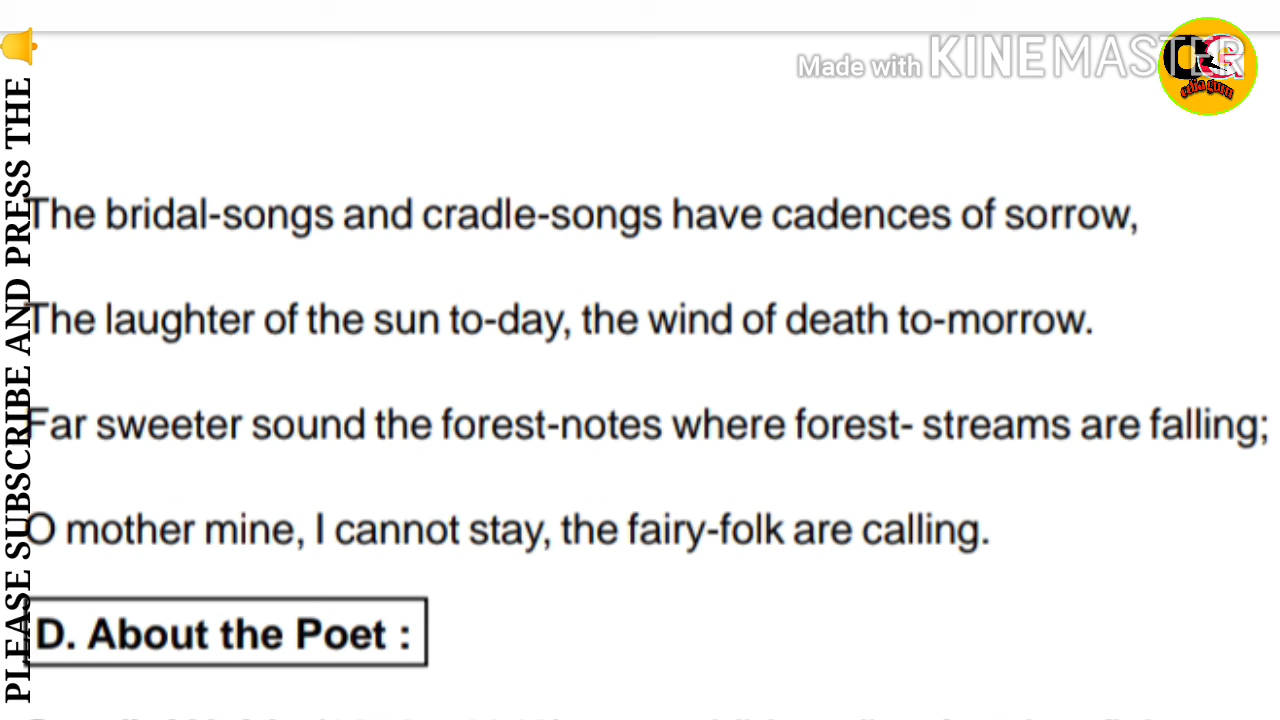 Made with KINEMASTER
odia guru
PLEASE SUBSCRIBE AND PRESS THE
The bridal-songs and cradle-songs have cadences of sorrow,
The laughter of the sun to-day, the wind of death to-morrow.
Far sweeter sound the forest-notes where forest- streams are falling;
O mother mine, I cannot stay, the fairy-folk are calling.
D. About the Poet :